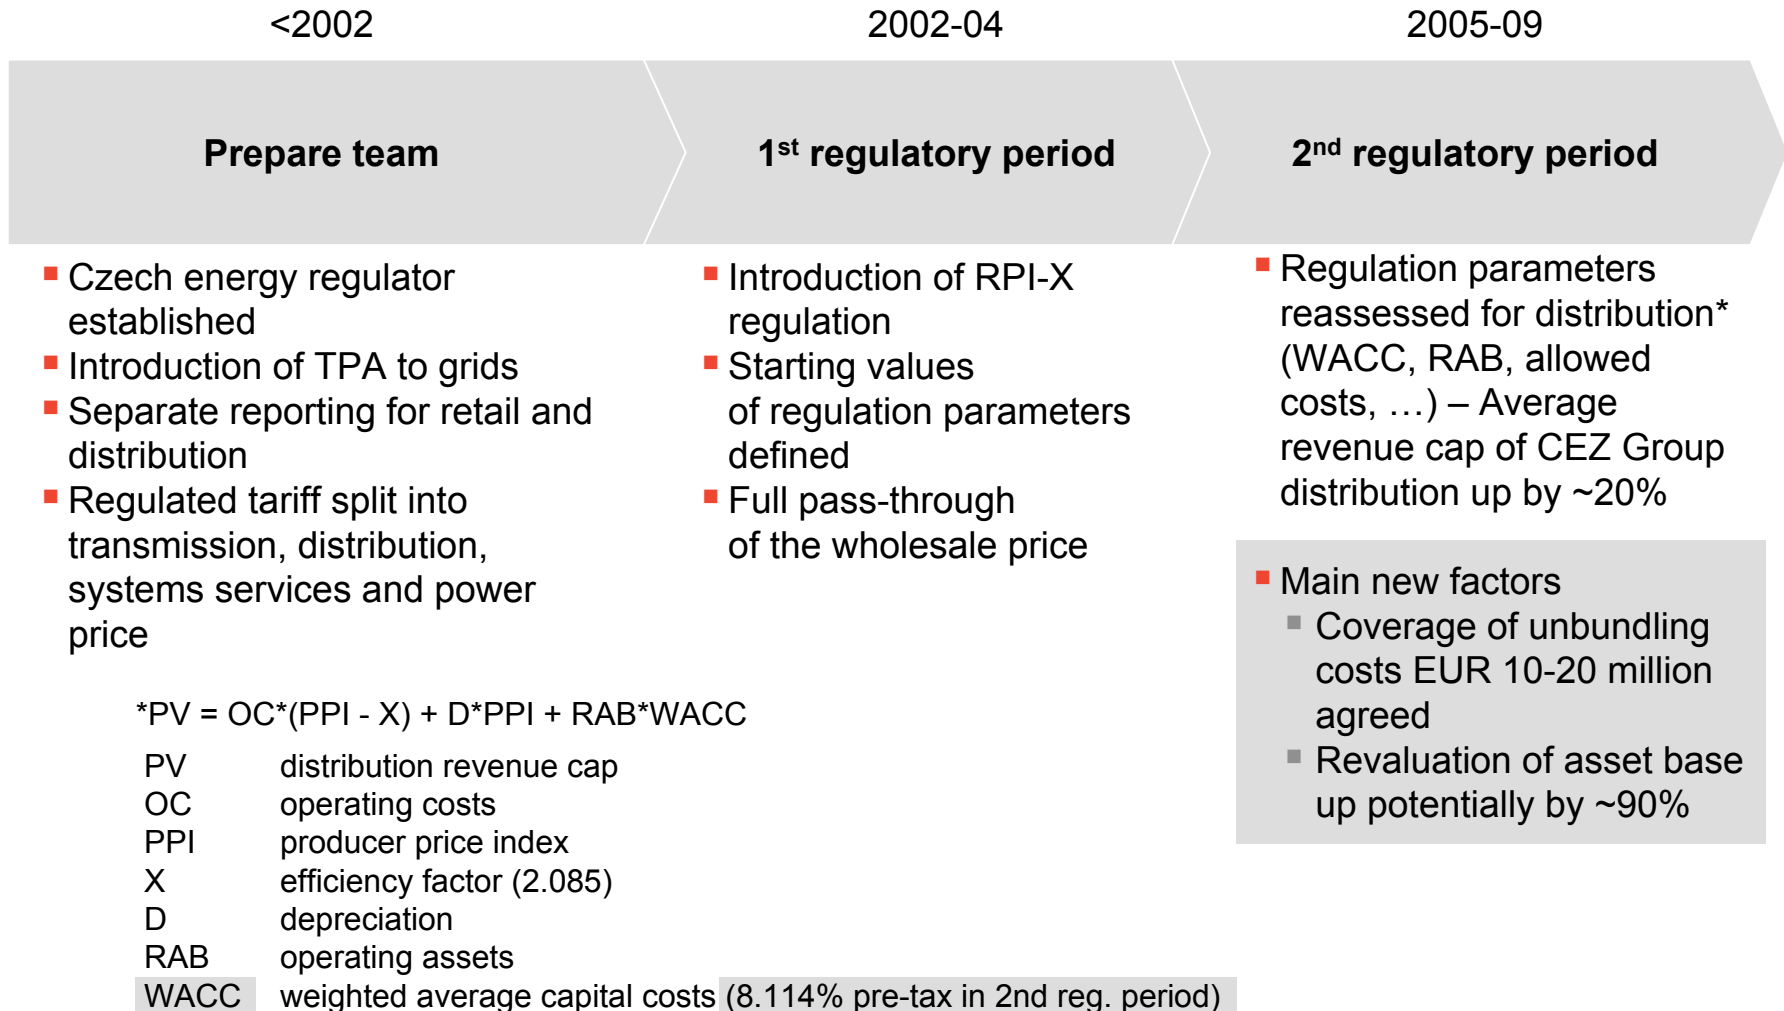 <2002
2002-04
2005-09
Prepare team
1st regulatory period
2nd regulatory period
Czech energy regulator
established
Introduction of TPA to grids
Separate reporting for retail and
distribution
Regulated tariff split into
transmission, distribution,
systems services and power
price
Introduction of RPI-X
regulation
Starting values
of regulation parameters
defined
Full pass-through
of the wholesale price
Regulation parameters
reassessed for distribution*
(WACC, RAB, allowed
costs, …) – Average
revenue cap of CEZ Group
distribution up by ~20%
Main new factors
Coverage of unbundling
costs EUR 10-20 million
agreed
Revaluation of asset base
up potentially by ~90%
*PV = OC*(PPI - X) + D*PPI + RAB*WACC
PV distribution revenue cap
OC operating costs
PPI producer price index
X efficiency factor (2.085)
D depreciation
RAB operating assets
WACC weighted average capital costs (8.114% pre-tax in 2nd reg. period)